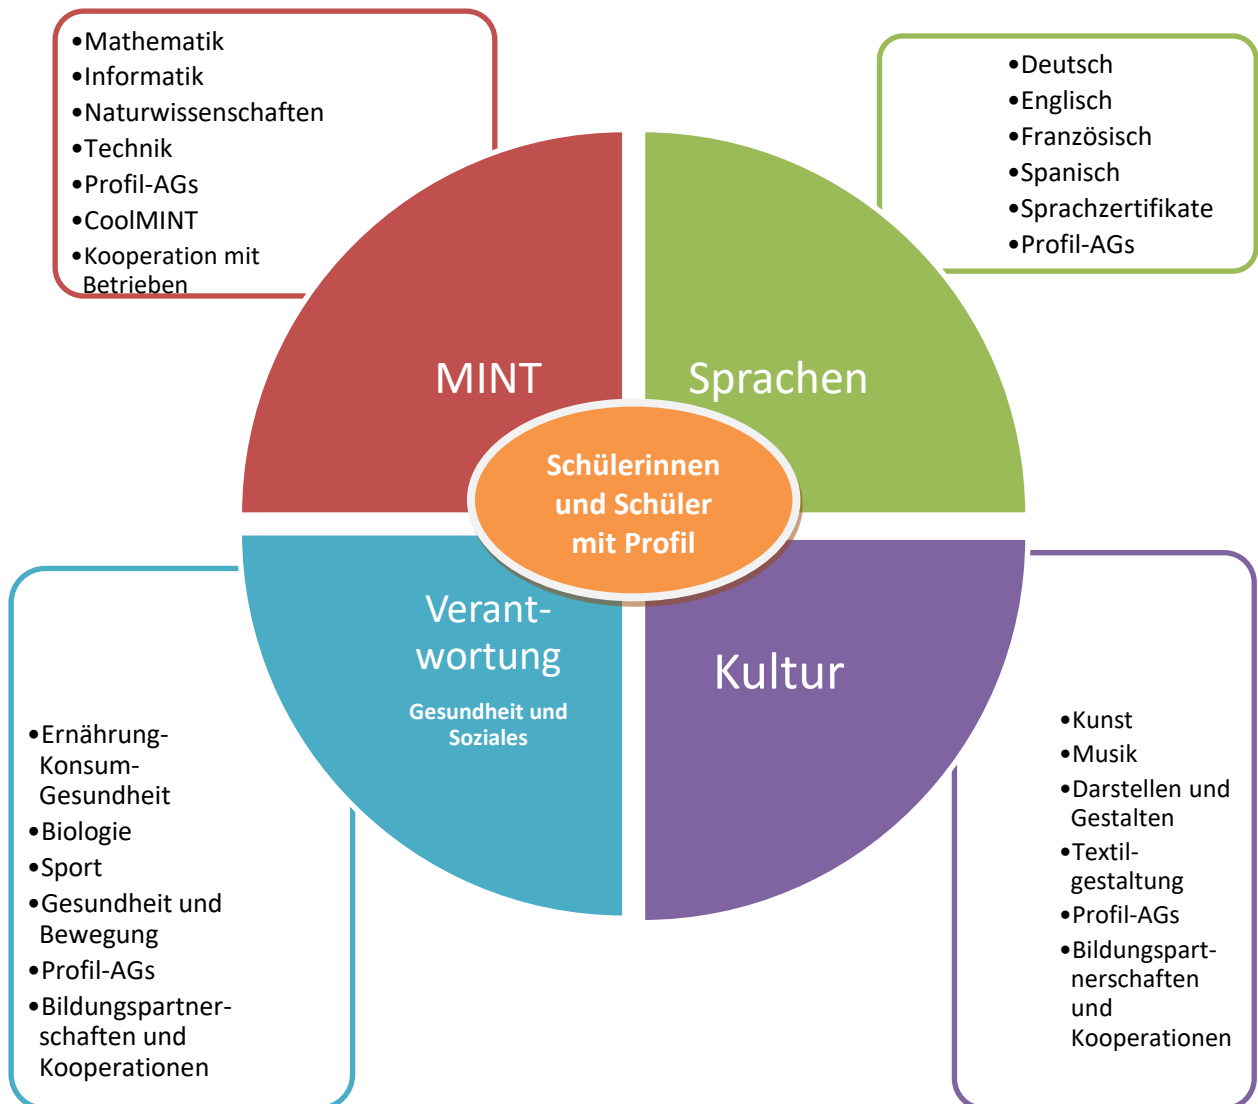 •Mathematik
•Informatik
•Naturwissenschaften
•Technik
•Profil-AGs
•CoolMINT
•Kooperation mit
Betrieben
•Deutsch
•Englisch
•Französisch
•Spanisch
•Sprachzertifikate
•Profil-AGs
MINT
Sprachen
Schülerinnen
und Schüler
mit Profil
Verant-
wortung
Gesundheit und
Soziales
Kultur
•Ernährung-
Konsum-
Gesundheit
•Biologie
•Sport
•Gesundheit und
Bewegung
•Profil-AGs
•Bildungspartner-
schaften und
Kooperationen
•Kunst
•Musik
•Darstellen und
Gestalten
•Textil-
gestaltung
•Profil-AGs
•Bildungspart-
nerschaften
und
Kooperationen